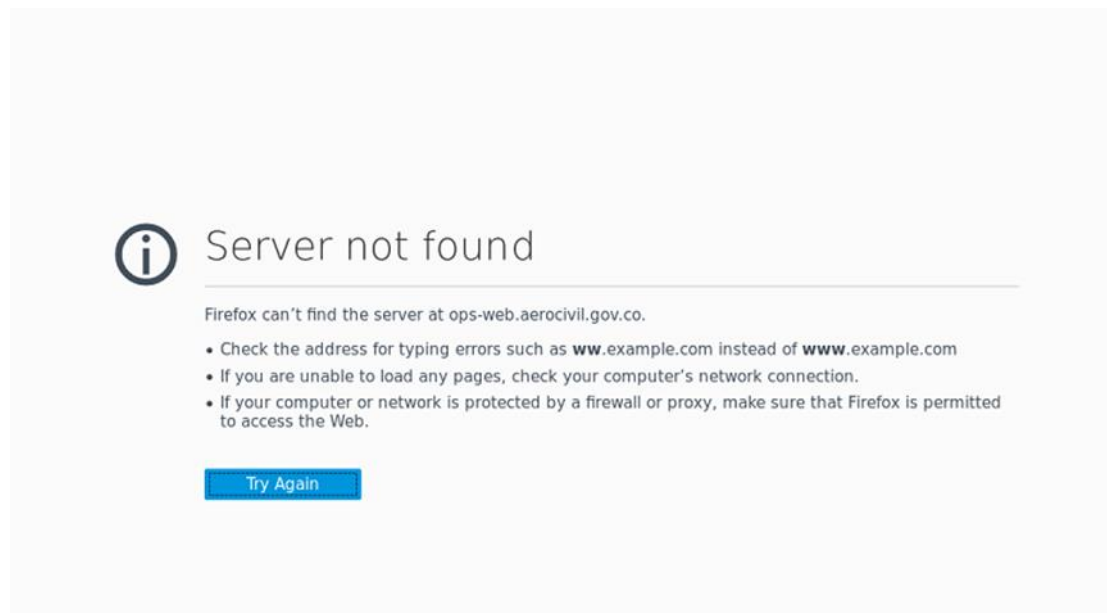 Server not found
Firefox can’t find the server at ops-web.aerocivil.gov.co.
• Check the address for typing errors such as ww.example.com instead of www.example.com
• If you are unable to load any pages, check your computer’s network connection.
• If your computer or network is protected by a firewall or proxy, make sure that Firefox is permitted
to access the Web.
Try Again